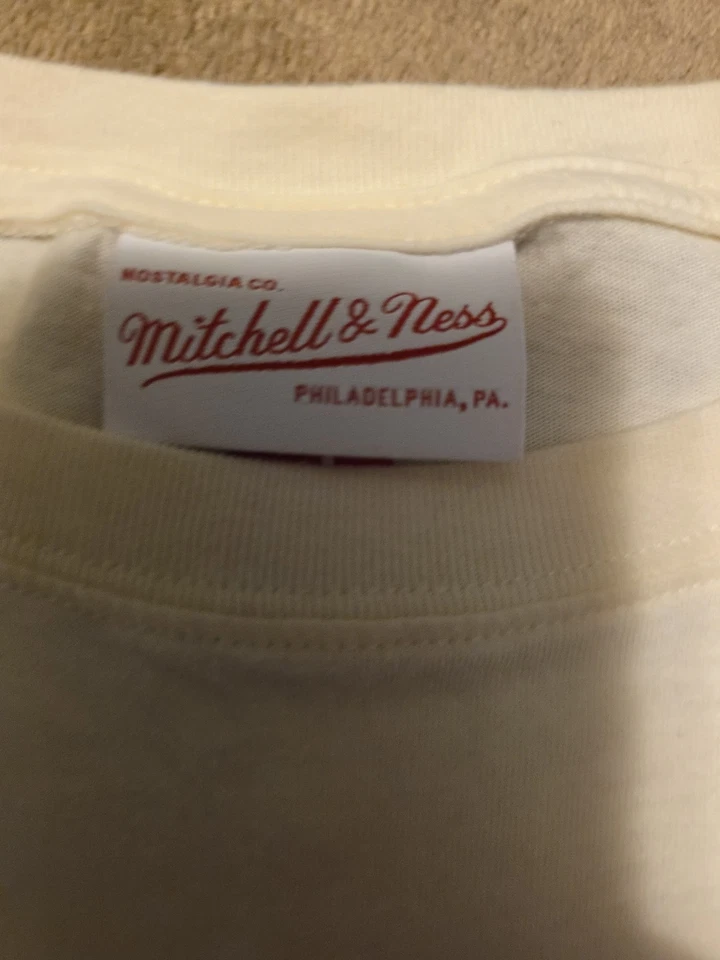 NOSTALGIA CO.
Mitchell & Ness
PHILADELPHIA, PA.